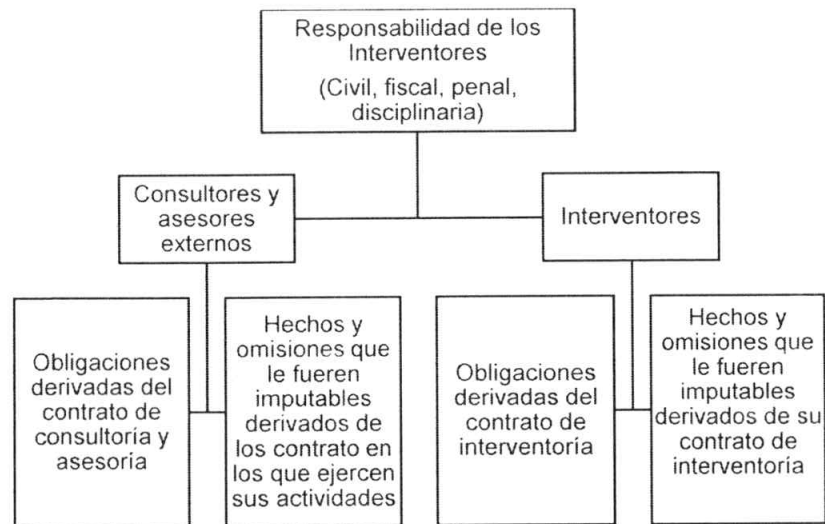 Responsabilidad de los
Interventores
(Civil, fiscal, penal,
disciplinaria)
Consultores y
asesores
externos
Interventores
Obligaciones
derivadas del
contrato de
consultoría y
asesoría
Hechos y
omisiones que
le fueren
imputables
derivados de
los contrato en
los que ejercen
sus actividades
Obligaciones
derivadas del
contrato de
interventoría
Hechos y
omisiones que
le fueren
imputables
derivados de su
contrato de
interventoría